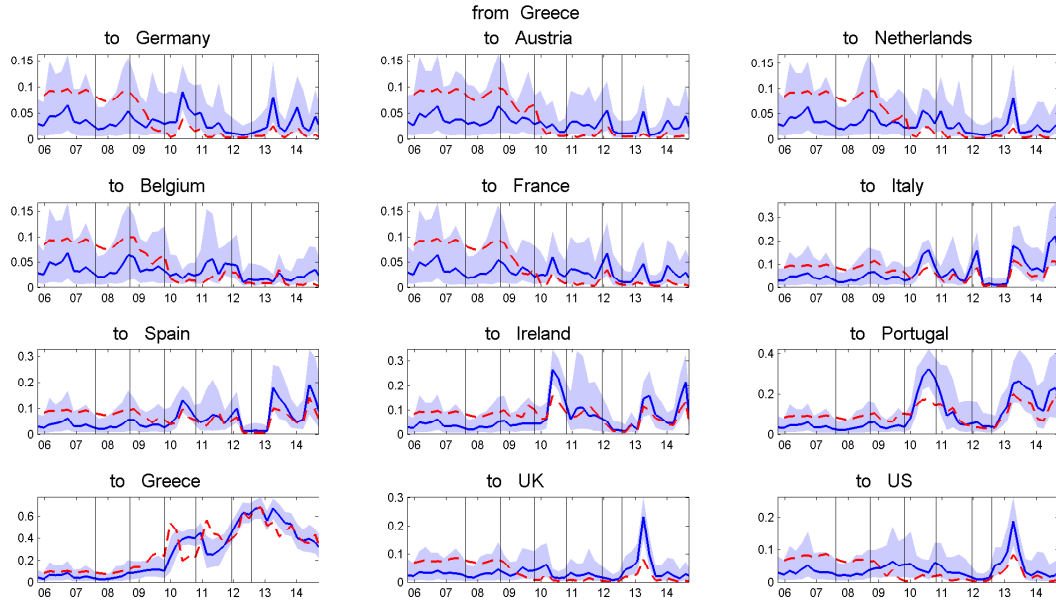 from Greece
to Germany
to Austria
to Netherlands
0.15
0.1
0.05
0
06 07 08 09 10 11 12 13 14
0.15
0.1
0.05
0
06 07 08 09 10 11 12 13 14
0.15
0.1
0.05
0
06 07 08 09 10 11 12 13 14
to Belgium
to France
to Italy
0.15
0.1
0.05
0
06 07 08 09 10 11 12 13 14
0.15
0.1
0.05
0
06 07 08 09 10 11 12 13 14
0.3
0.2
0.1
0
06 07 08 09 10 11 12 13 14
to Spain
to Ireland
to Portugal
0.3
0.2
0.1
0
06 07 08 09 10 11 12 13 14
0.3
0.2
0.1
0
06 07 08 09 10 11 12 13 14
0.4
0.2
0
06 07 08 09 10 11 12 13 14
to Greece
to UK
to US
0.6
0.4
0.2
0
06 07 08 09 10 11 12 13 14
0.3
0.2
0.1
0
06 07 08 09 10 11 12 13 14
0.2
0.1
0
06 07 08 09 10 11 12 13 14